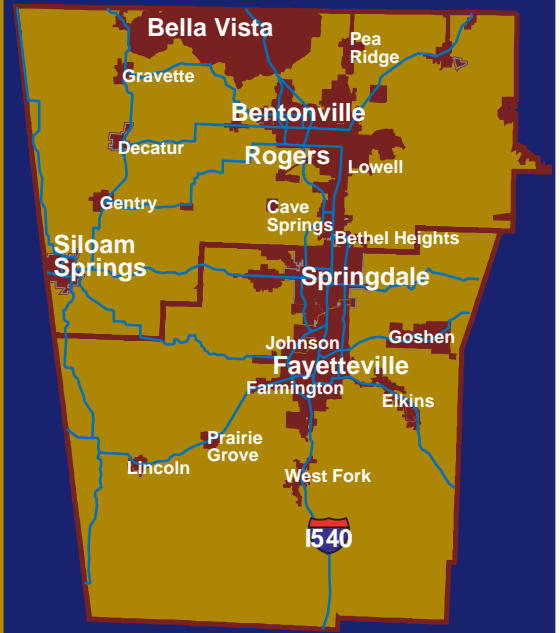 Bella Vista
Pea
Ridge
Gravette
Bentonville
Decatur
Rogers
Lowell
Gentry
Cave
Springs
Bethel Heights
Siloam
Springs
Springdale
Johnson
Goshen
Fayetteville
Farmington
Elkins
Prairie
Grove
Lincoln
West Fork
I540